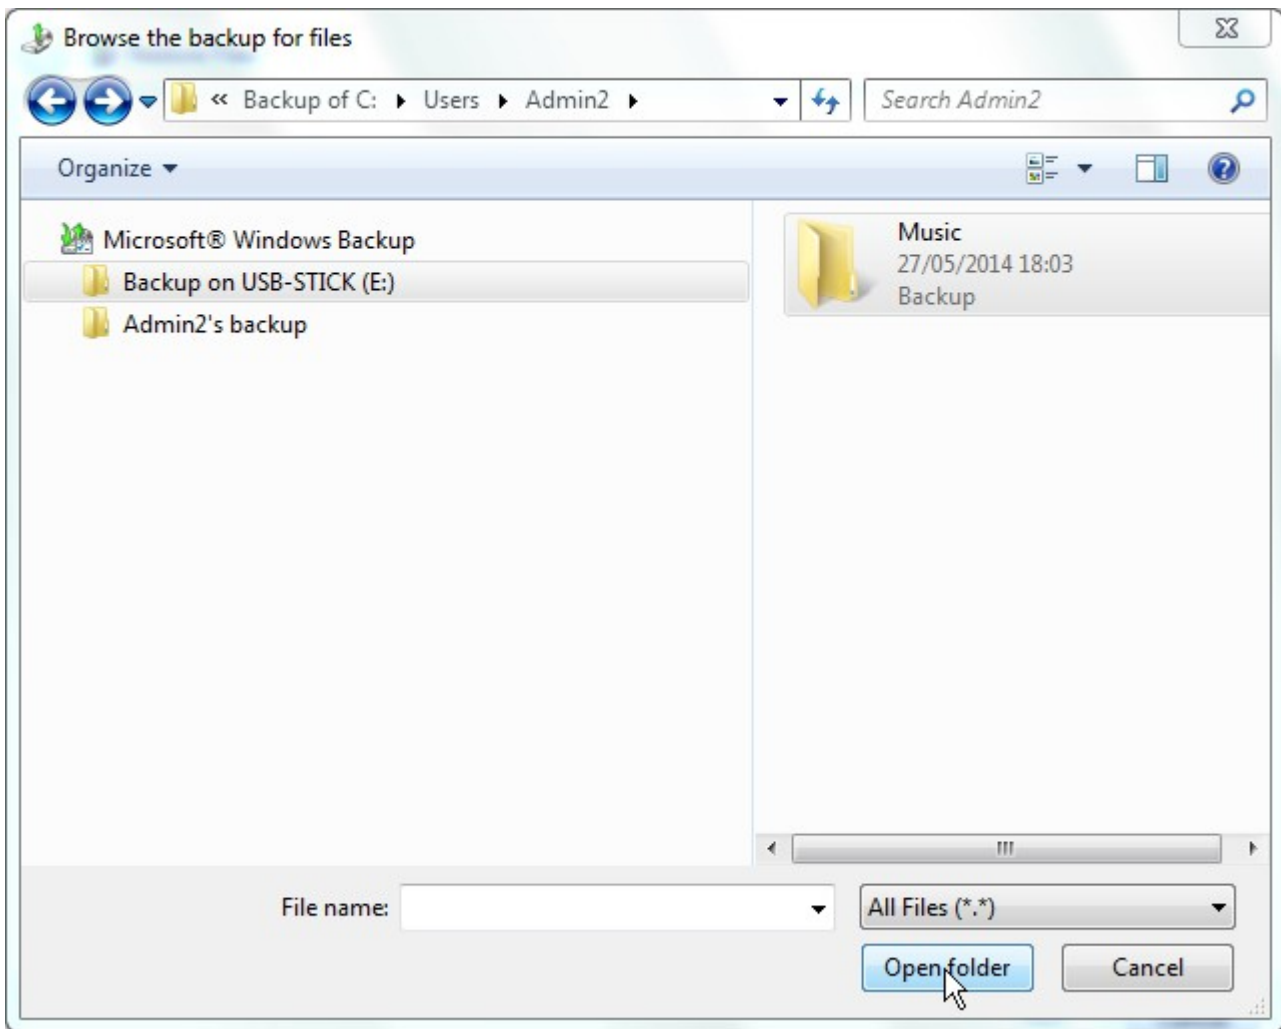 Browse the backup for files
« Backup of C: ▸ Users ▸ Admin2 ▸
Search Admin2
Organize
Microsoft® Windows Backup
Backup on USB-STICK (E:)
Admin2's backup
Music
27/05/2014 18:03
Backup
File name:
All Files (*.*)
Open folder
Cancel